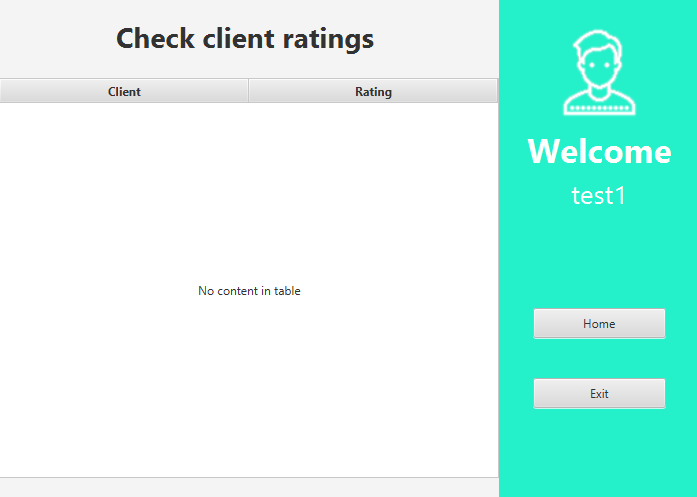 Check client ratings
Client
Rating
No content in table
Welcome
test1
Home
Exit